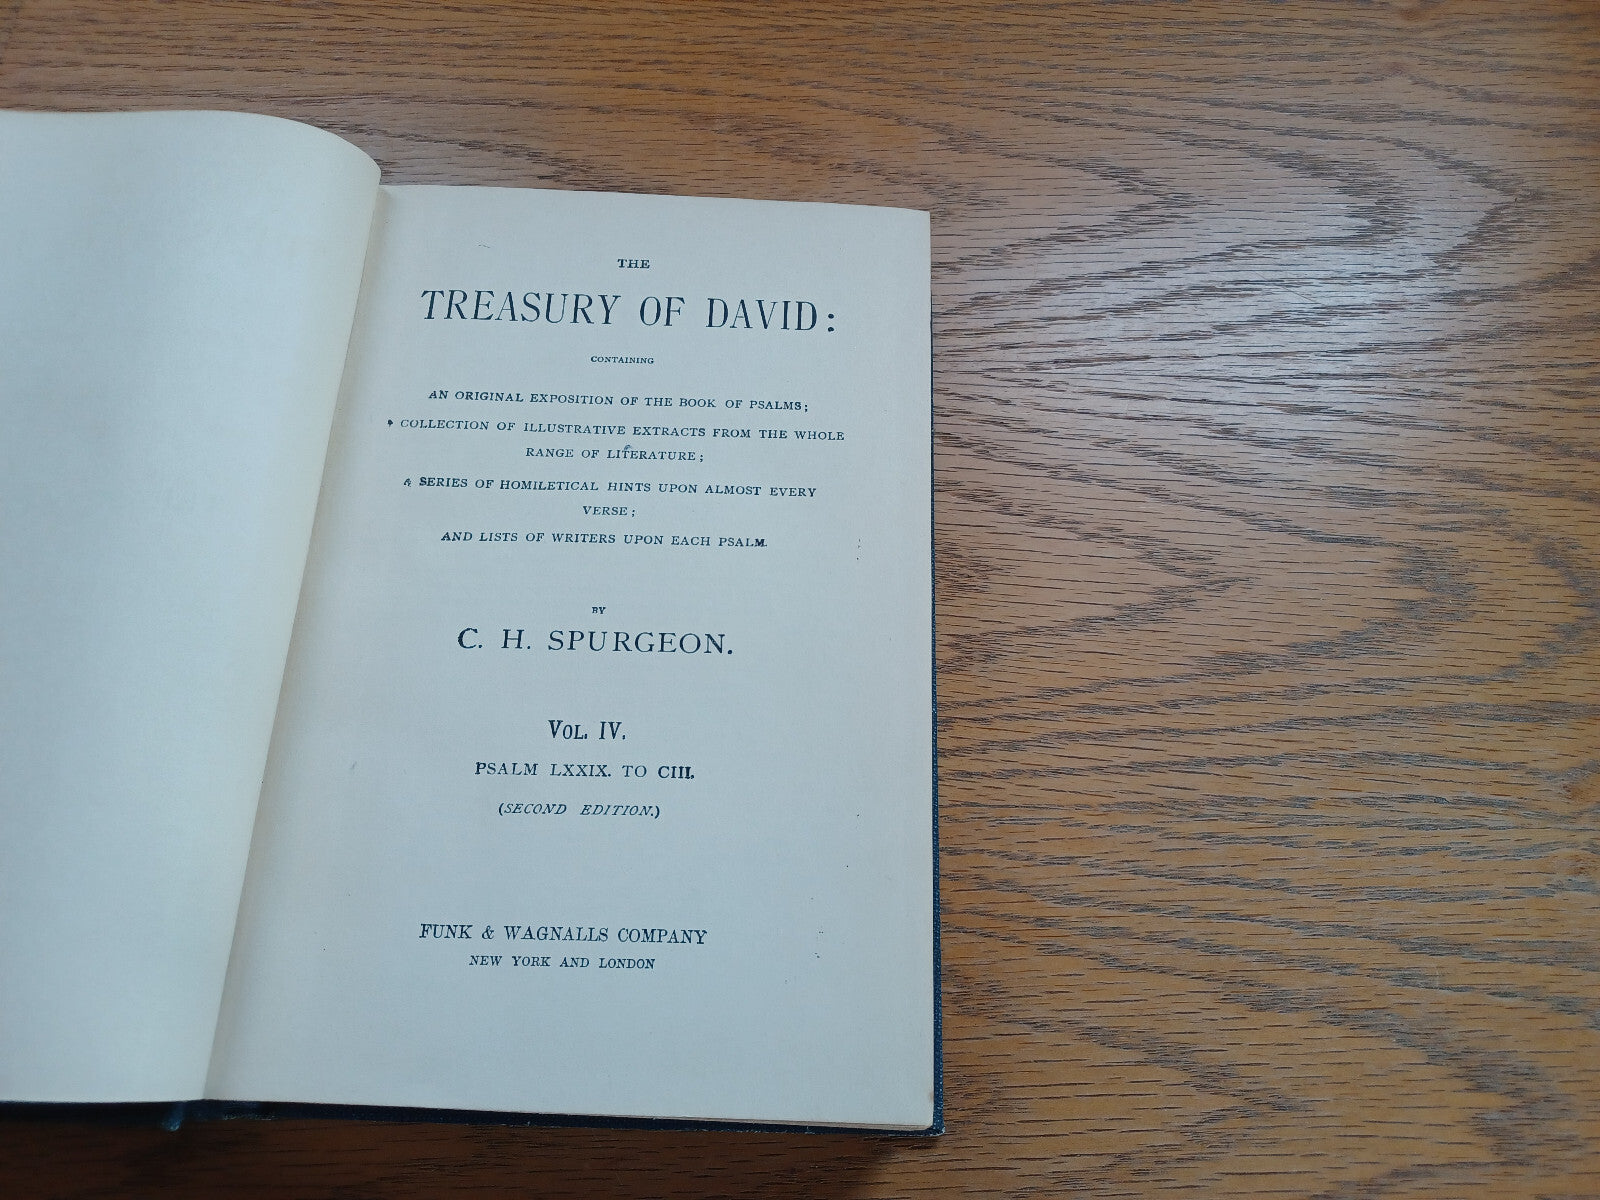 THE
TREASURY OF DAVID:
CONTAINING
AN ORIGINAL EXPOSITION OF THE BOOK OF PSALMS;
COLLECTION OF ILLUSTRATIVE EXTRACTS FROM THE WHOLE
RANGE OF LITERATURE;
A SERIES OF HOMILETICAL HINTS UPON ALMOST EVERY
VERSE;
AND LISTS OF WRITERS UPON EACH PSALM.
BY
C. H. SPURGEON.
VOL. IV.
PSALM LXXIX. TO CIII.
(SECOND EDITION.)
FUNK & WAGNALLS COMPANY
NEW YORK AND LONDON